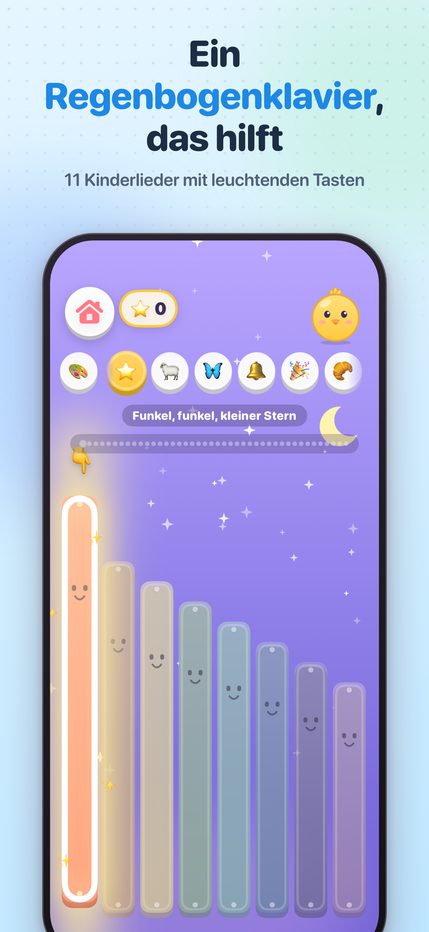 Ein
Regenbogenklavier,
das hilft
11 Kinderlieder mit leuchtenden Tasten
0
Funkel, funkel, kleiner Stern